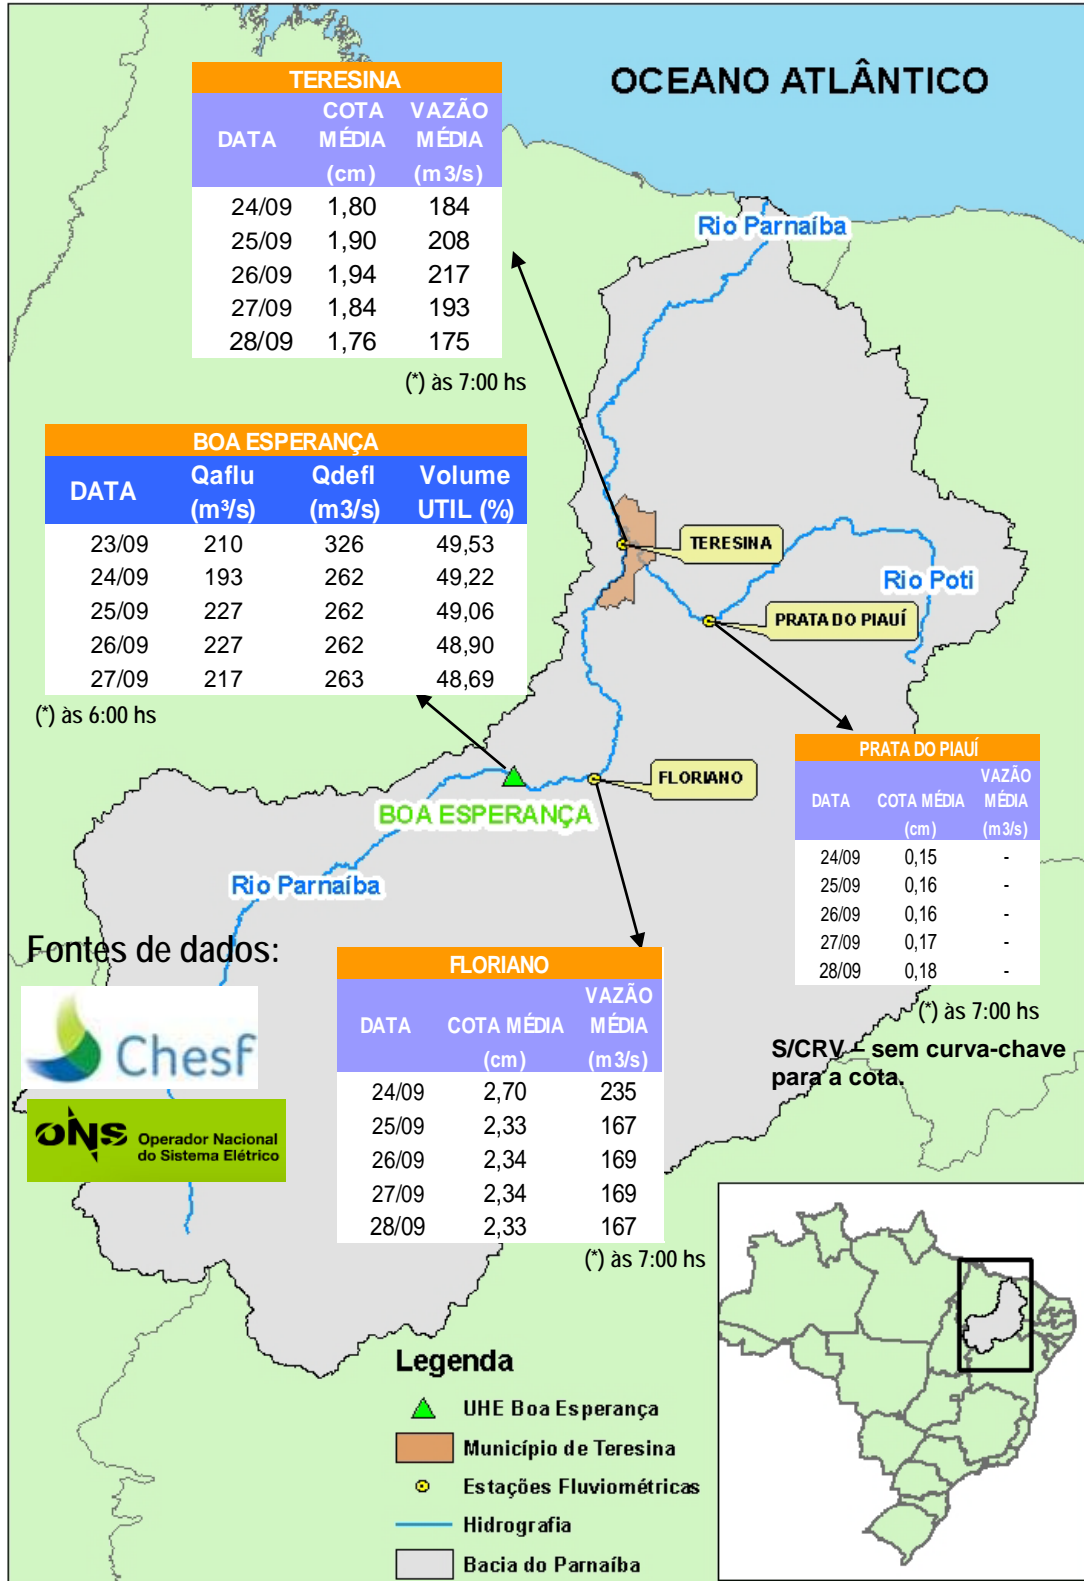 OCEANO ATLÂNTICO
TERESINA
DATA COTA MÉDIA (cm) VAZÃO MÉDIA (m3/s)
24/09 1,80 184
25/09 1,90 208
26/09 1,94 217
27/09 1,84 193
28/09 1,76 175
(*) às 7:00 hs
Rio Parnaíba
BOA ESPERANÇA
DATA Qaflu (m³/s) Qdefl (m3/s) Volume UTIL (%)
23/09 210 326 49,53
24/09 193 262 49,22
25/09 227 262 49,06
26/09 227 262 48,90
27/09 217 263 48,69
(*) às 6:00 hs
TERESINA
Rio Poti
PRATA DO PIAUÍ
FLORIANO
BOA ESPERANÇA
Rio Parnaíba
PRATA DO PIAUÍ
DATA COTA MÉDIA (cm) VAZÃO MÉDIA (m3/s)
24/09 0,15 -
25/09 0,16 -
26/09 0,16 -
27/09 0,17 -
28/09 0,18 -
(*) às 7:00 hs
S/CRV – sem curva-chave
para a cota.
Fontes de dados:
Chesf
ONS Operador Nacional
do Sistema Elétrico
FLORIANO
DATA COTA MÉDIA (cm) VAZÃO MÉDIA (m3/s)
24/09 2,70 235
25/09 2,33 167
26/09 2,34 169
27/09 2,34 169
28/09 2,33 167
(*) às 7:00 hs
Legenda
UHE Boa Esperança
Município de Teresina
Estações Fluviométricas
Hidrografia
Bacia do Parnaíba